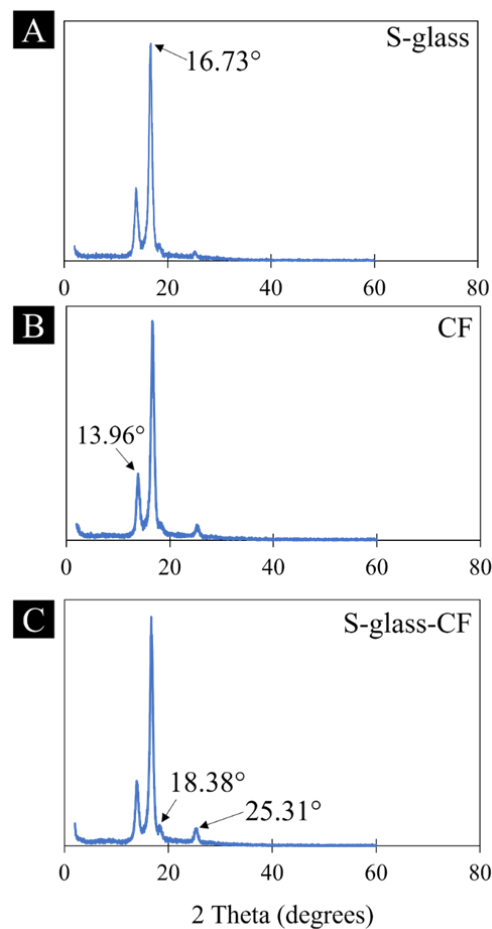 A
S-glass
16.73°
0 20 40 60 80
B
CF
13.96°
0 20 40 60 80
C
S-glass-CF
18.38°
25.31°
0 20 40 60 80
2 Theta (degrees)